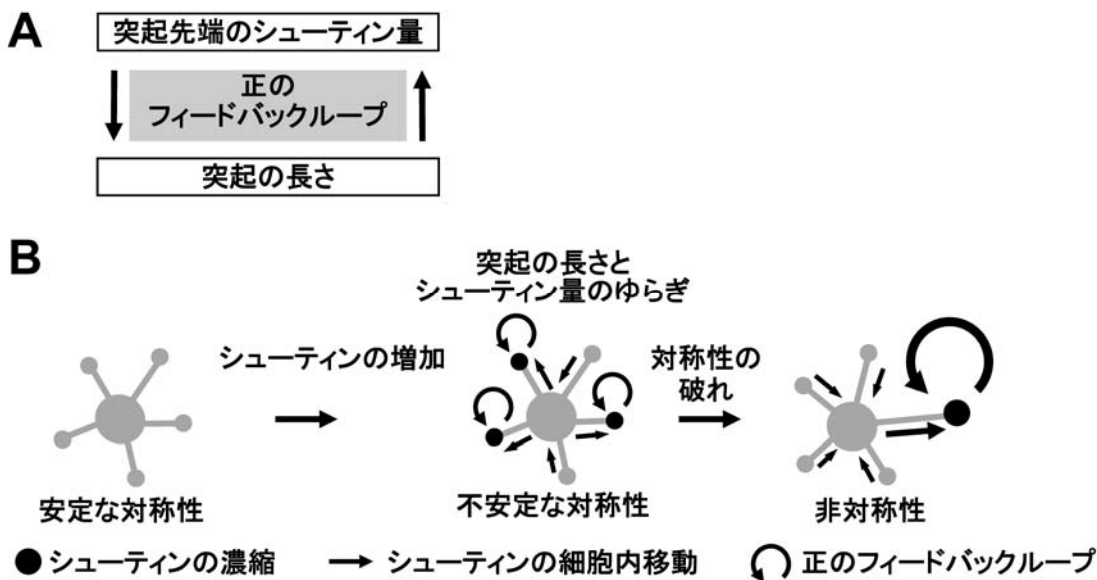 A
突起先端のシューティン量
正の
フィードバックループ
突起の長さ
B
突起の長さと
シューティン量のゆらぎ
シューティンの増加
対称性の
破れ
安定な対称性
不安定な対称性
非対称性
シューティンの濃縮
シューティンの細胞内移動
正のフィードバックループ